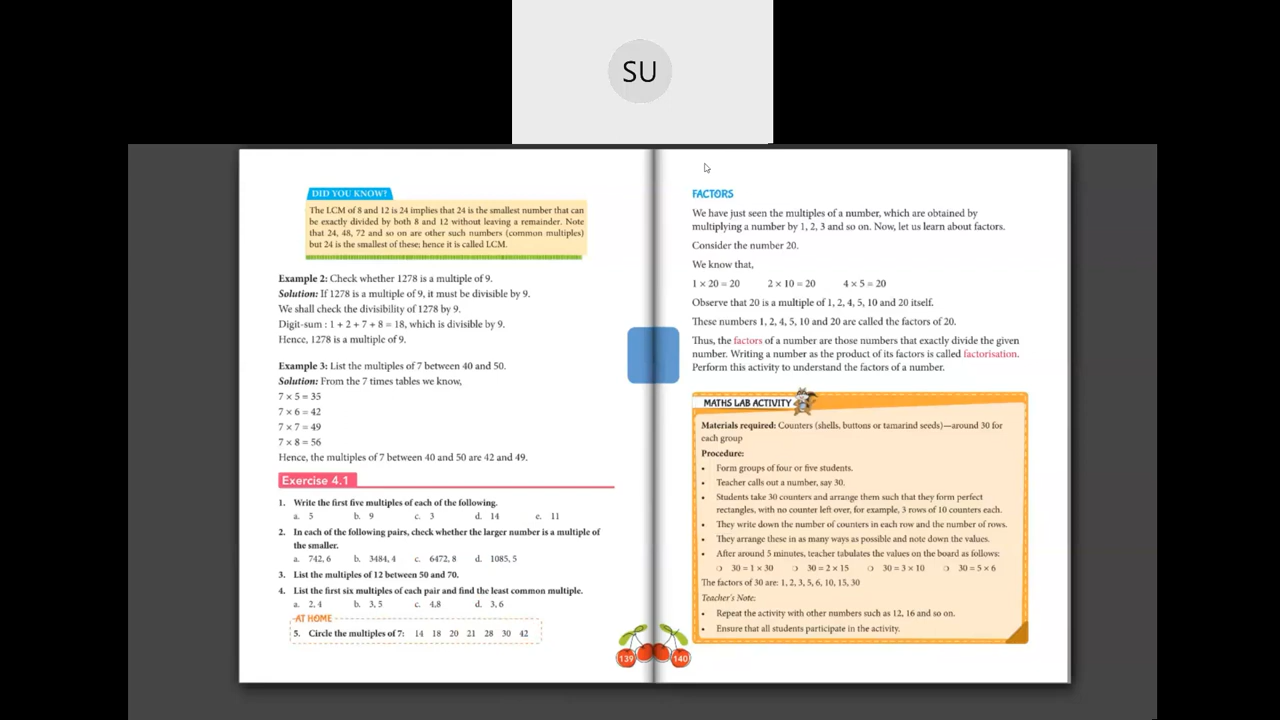 SU
DID YOU KNOW?
The LCM of 8 and 12 is 24 implies that 24 is the smallest number that can
be exactly divided by both 8 and 12 without leaving a remainder. Note
that 24, 48, 72 and so on are other such numbers (common multiples)
but 24 is the smallest of these; hence it is called LCM.
Example 2: Check whether 1278 is a multiple of 9.
Solution: If 1278 is a multiple of 9, it must be divisible by 9.
We shall check the divisibility of 1278 by 9.
Digit-sum : 1 + 2 + 7 + 8 = 18, which is divisible by 9.
Hence, 1278 is a multiple of 9.
Example 3: List the multiples of 7 between 40 and 50.
Solution: From the 7 times tables we know,
7 × 5 = 35
7 × 6 = 42
7 × 7 = 49
7 × 8 = 56
Hence, the multiples of 7 between 40 and 50 are 42 and 49.
Exercise 4.1
1. Write the first five multiples of each of the following.
a. 5 b. 9 c. 3 d. 14 e. 11
2. In each of the following pairs, check whether the larger number is a multiple of
the smaller.
a. 742, 6 b. 3484, 4 c. 6472, 8 d. 1085, 5
3. List the multiples of 12 between 50 and 70.
4. List the first six multiples of each pair and find the least common multiple.
a. 2, 4 b. 3, 5 c. 4,8 d. 3, 6
AT HOME
5. Circle the multiples of 7: 14 18 20 21 28 30 42
139
FACTORS
We have just seen the multiples of a number, which are obtained by
multiplying a number by 1, 2, 3 and so on. Now, let us learn about factors.
Consider the number 20.
We know that,
1 × 20 = 20 2 × 10 = 20 4 × 5 = 20
Observe that 20 is a multiple of 1, 2, 4, 5, 10 and 20 itself.
These numbers 1, 2, 4, 5, 10 and 20 are called the factors of 20.
Thus, the factors of a number are those numbers that exactly divide the given
number. Writing a number as the product of its factors is called factorisation.
Perform this activity to understand the factors of a number.
MATHS LAB ACTIVITY
Materials required: Counters (shells, buttons or tamarind seeds)—around 30 for
each group
Procedure:
• Form groups of four or five students.
• Teacher calls out a number, say 30.
• Students take 30 counters and arrange them such that they form perfect
rectangles, with no counter left over, for example, 3 rows of 10 counters each.
• They write down the number of counters in each row and the number of rows.
• They arrange these in as many ways as possible and note down the values.
• After around 5 minutes, teacher tabulates the values on the board as follows:
❍ 30 = 1 × 30 ❍ 30 = 2 × 15 ❍ 30 = 3 × 10 ❍ 30 = 5 × 6
The factors of 30 are: 1, 2, 3, 5, 6, 10, 15, 30
Teacher's Note:
• Repeat the activity with other numbers such as 12, 16 and so on.
• Ensure that all students participate in the activity.
140